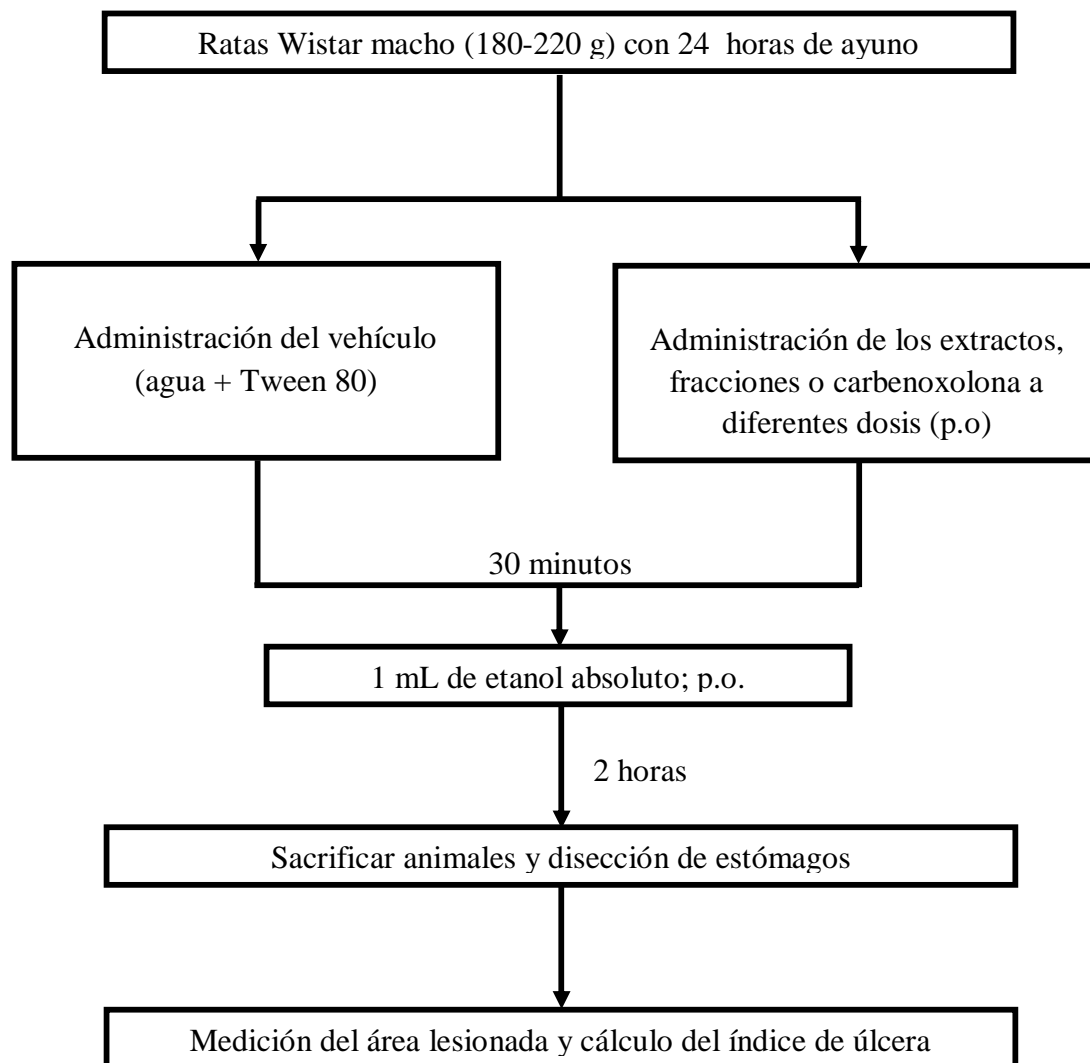 Ratas Wistar macho (180-220 g) con 24 horas de ayuno
Administración del vehículo
(agua + Tween 80)
Administración de los extractos,
fracciones o carbenoxolona a
diferentes dosis (p.o)
30 minutos
1 mL de etanol absoluto; p.o.
2 horas
Sacrificar animales y disección de estómagos
Medición del área lesionada y cálculo del índice de úlcera